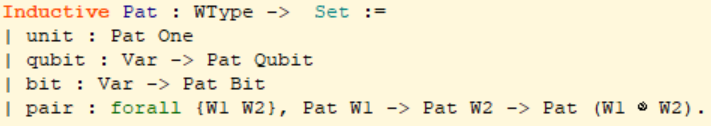 Inductive Pat : WType -> Set :=
| unit : Pat One
| qubit : Var -> Pat Qubit
| bit : Var -> Pat Bit
| pair : forall {W1 W2}, Pat W1 -> Pat W2 -> Pat (W1 ⊗ W2).